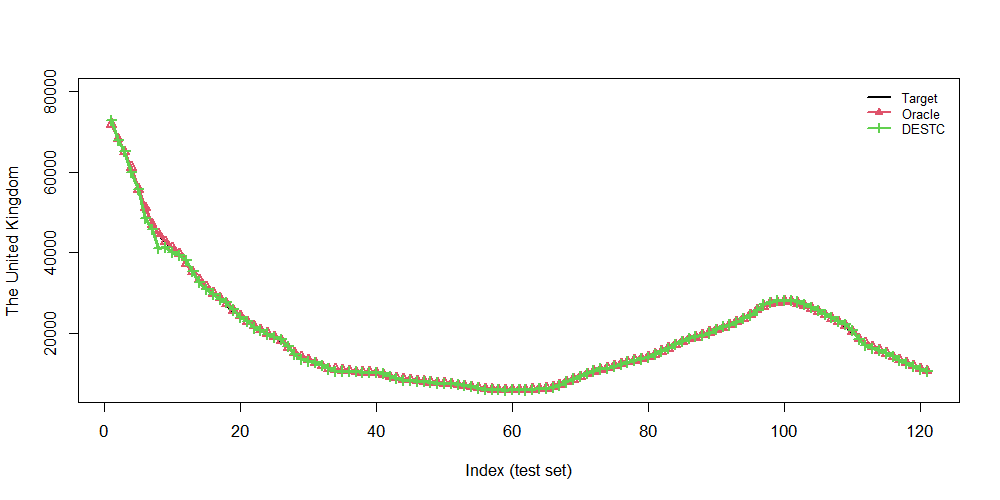 Target
Oracle
DESTC
The United Kingdom
80000
60000
40000
20000
0 20 40 60 80 100 120
Index (test set)